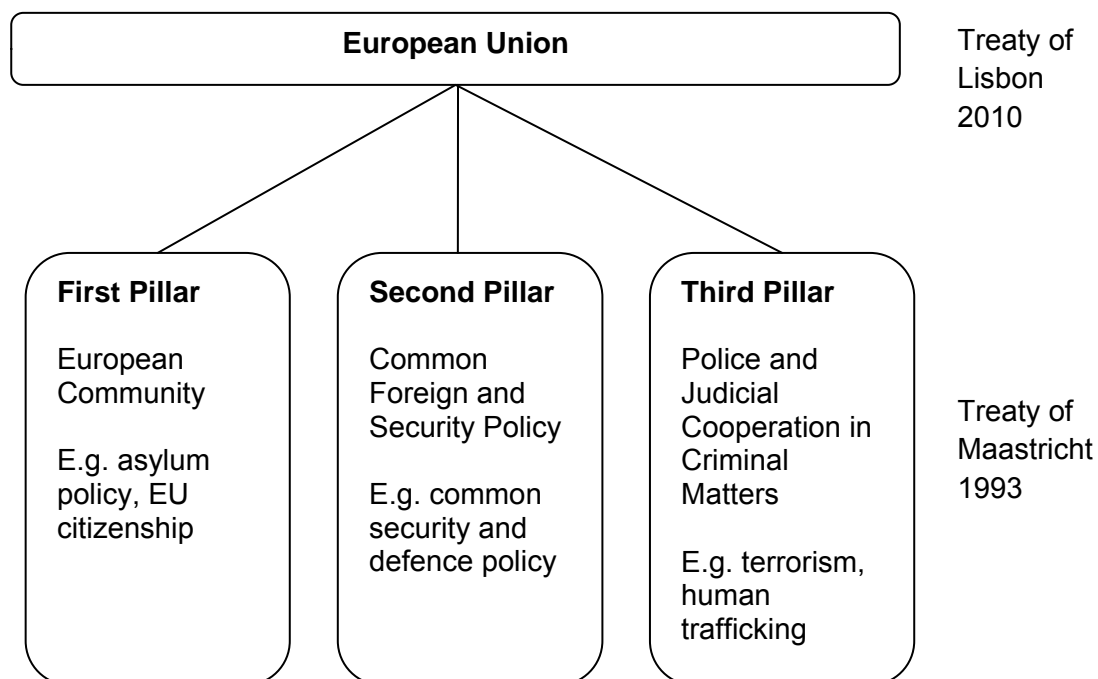 European Union
Treaty of
Lisbon
2010
First Pillar
European
Community
E.g. asylum
policy, EU
citizenship
Second Pillar
Common
Foreign and
Security Policy
E.g. common
security and
defence policy
Third Pillar
Police and
Judicial
Cooperation in
Criminal
Matters
E.g. terrorism,
human
trafficking
Treaty of
Maastricht
1993